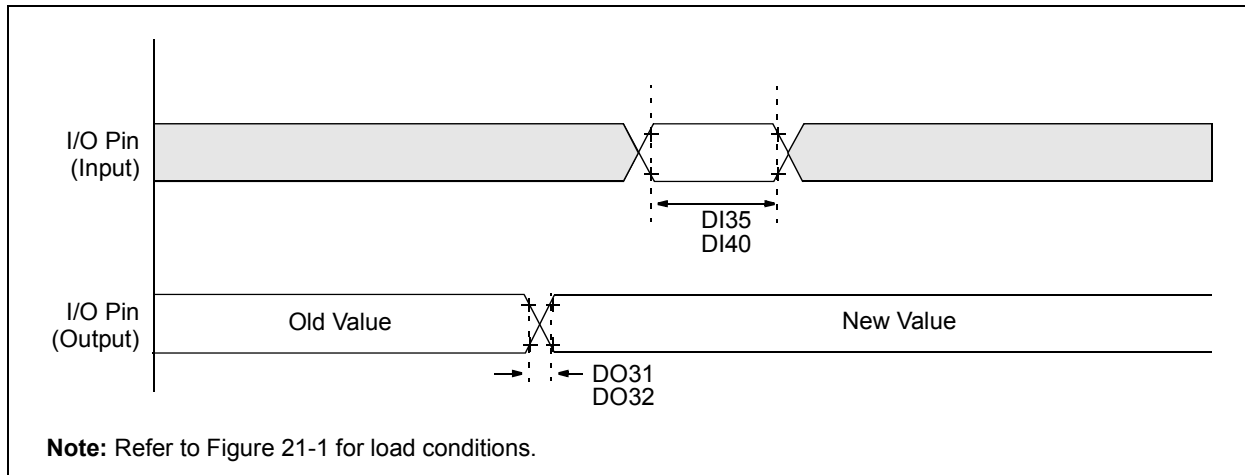 I/O Pin
(Input)
DI35
DI40
I/O Pin
(Output)
Old Value
New Value
DO31
DO32
Note: Refer to Figure 21-1 for load conditions.